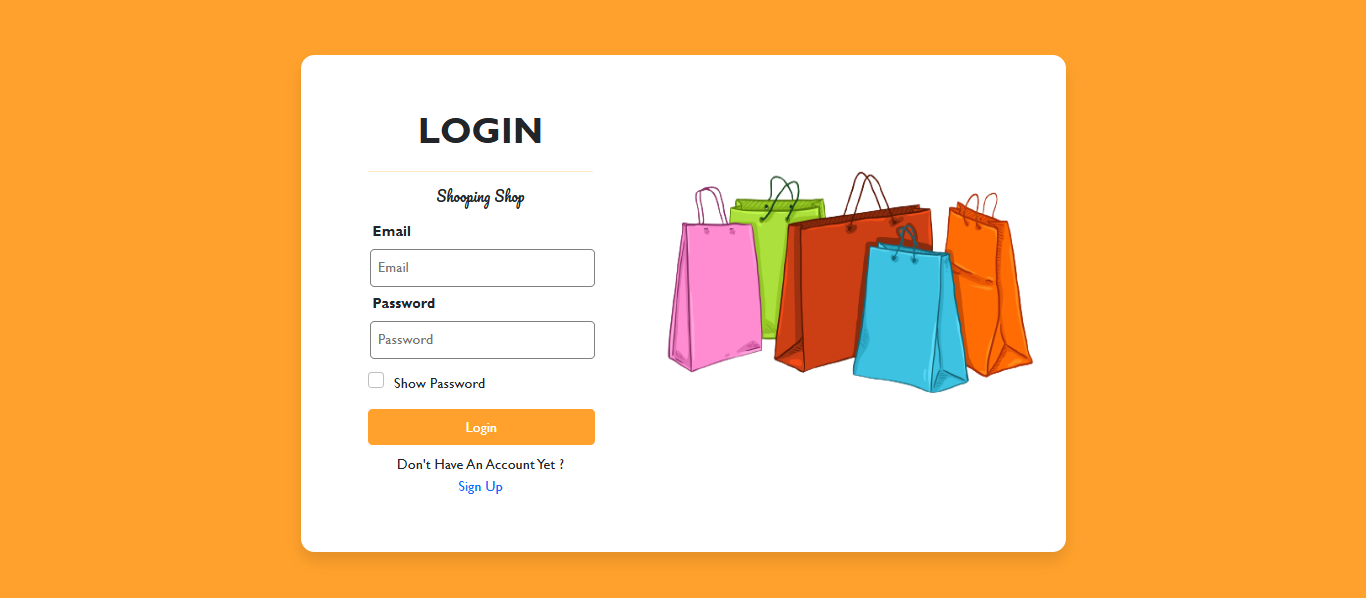 LOGIN
Shooping Shop
Email
Email
Password
Password
Show Password
Login
Don't Have An Account Yet ?
Sign Up